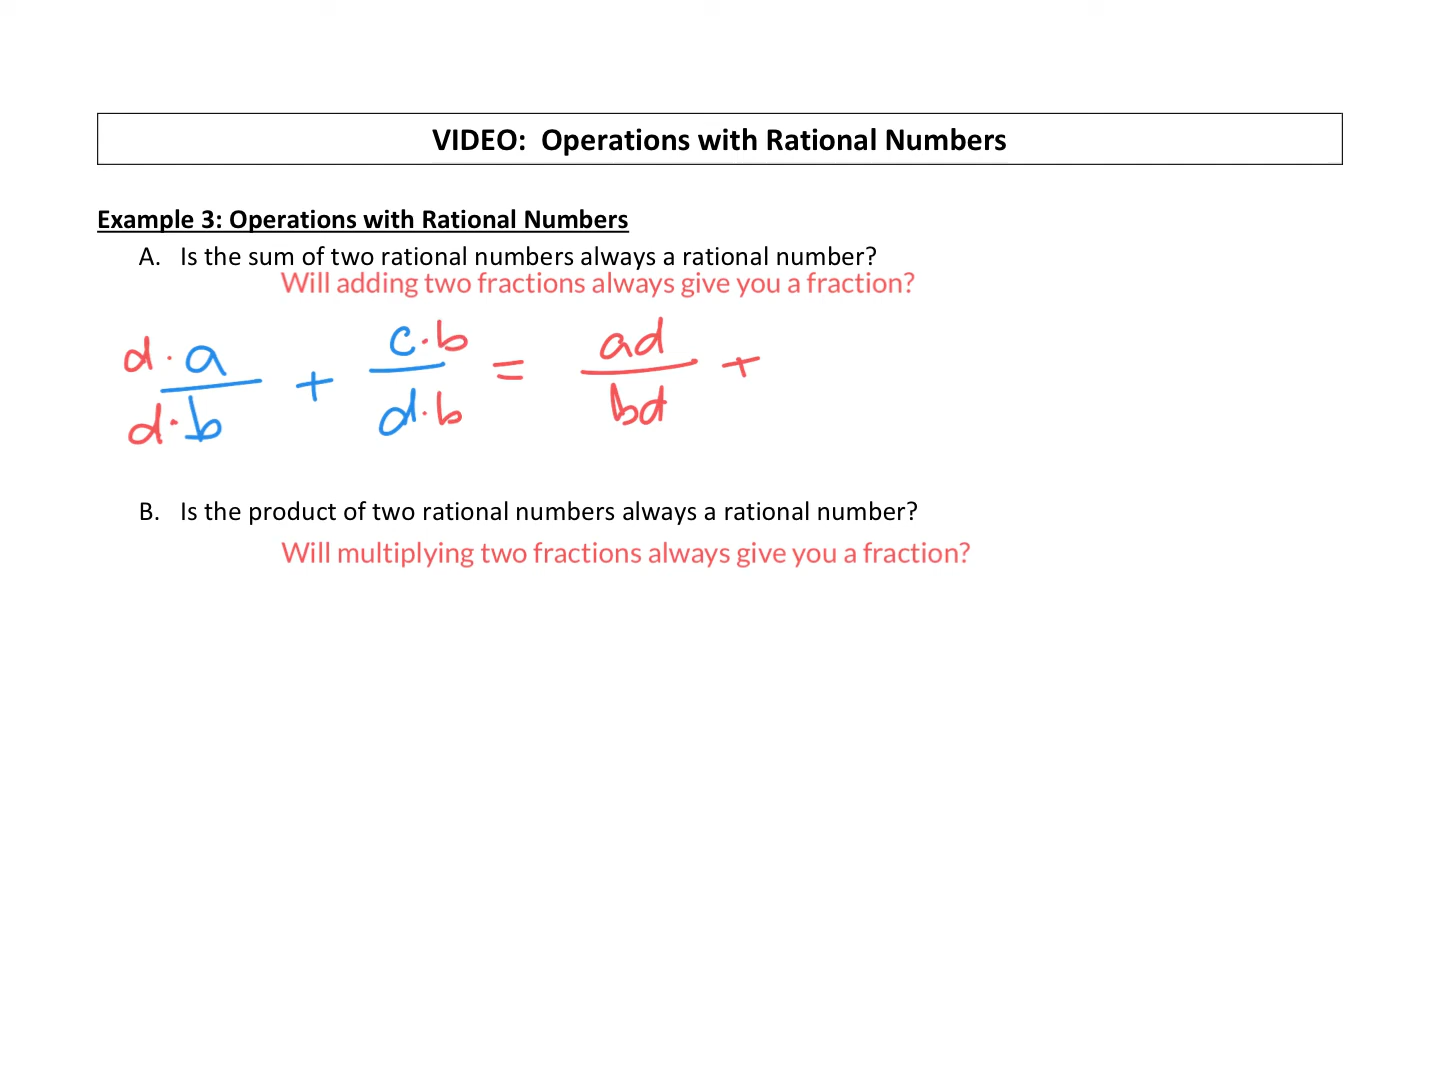 VIDEO: Operations with Rational Numbers
Example 3: Operations with Rational Numbers
A. Is the sum of two rational numbers always a rational number?
Will adding two fractions always give you a fraction?
d·a/d·b + c·b/d·b = ad/bd +
B. Is the product of two rational numbers always a rational number?
Will multiplying two fractions always give you a fraction?